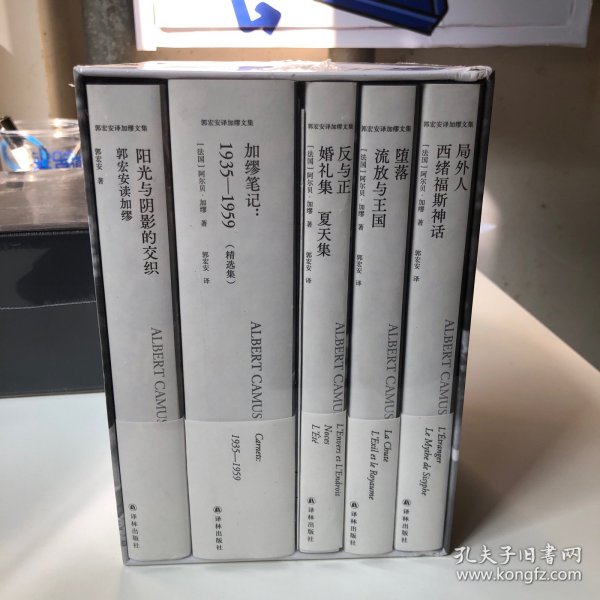 郭宏安译加缪文集
阳光与阴影的交织
郭宏安读加缪
郭宏安 著
ALBERT CAMUS
译林出版社
郭宏安译加缪文集
加缪笔记：
1935—1959
（精选集）
［法国］阿尔贝·加缪 著
郭宏安 译
ALBERT CAMUS
Carnets:
1935—1959
译林出版社
郭宏安译加缪文集
反与正
婚礼集 夏天集
［法国］阿尔贝·加缪 著
郭宏安 译
ALBERT CAMUS
L'Envers et L'Endroit
Noces
L'Été
译林出版社
郭宏安译加缪文集
堕落
流放与王国
［法国］阿尔贝·加缪 著
郭宏安 译
ALBERT CAMUS
La Chute
L'Exil et le Royaume
译林出版社
郭宏安译加缪文集
局外人
西绪福斯神话
［法国］阿尔贝·加缪 著
郭宏安 译
ALBERT CAMUS
L'Étranger
Le Mythe de Sisyphe
译林出版社
孔夫子旧书网
www.kongfz.com